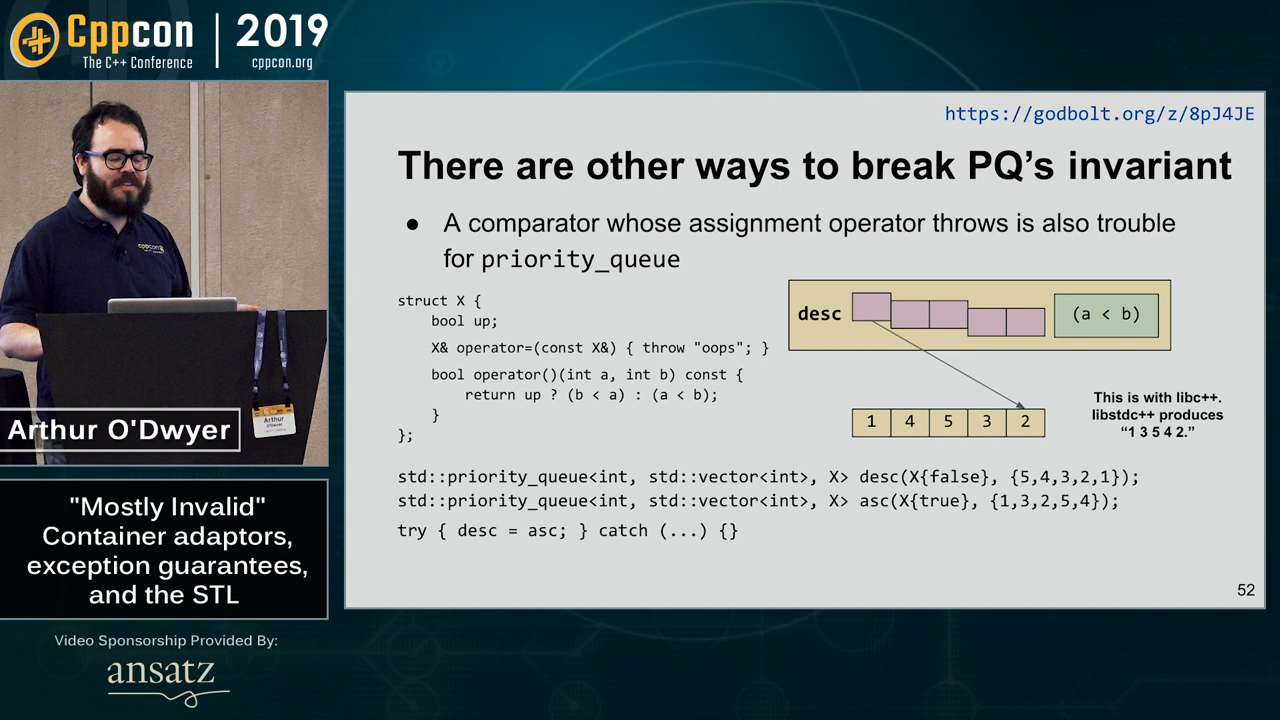 Cppcon
The C++ Conference
2019
cppcon.org
https://godbolt.org/z/8pJ4JE
There are other ways to break PQ’s invariant
● A comparator whose assignment operator throws is also trouble
for priority_queue
struct X {
bool up;
X& operator=(const X&) { throw "oops"; }
bool operator()(int a, int b) const {
return up ? (b < a) : (a < b);
}
};
desc
(a < b)
1 4 5 3 2
This is with libc++.
libstdc++ produces
“1 3 5 4 2.”
std::priority_queue<int, std::vector<int>, X> desc(X{false}, {5,4,3,2,1});
std::priority_queue<int, std::vector<int>, X> asc(X{true}, {1,3,2,5,4});
try { desc = asc; } catch (...) {}
52
cppcon
Arthur
Arthur O'Dwyer
"Mostly Invalid"
Container adaptors,
exception guarantees,
and the STL
Video Sponsorship Provided By:
ansatz